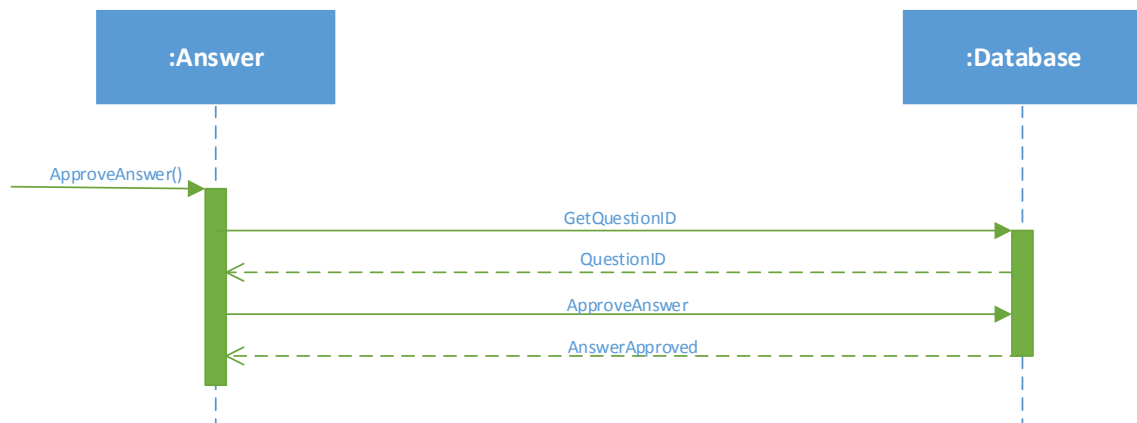 :Answer
:Database
ApproveAnswer()
GetQuestionID
QuestionID
ApproveAnswer
AnswerApproved